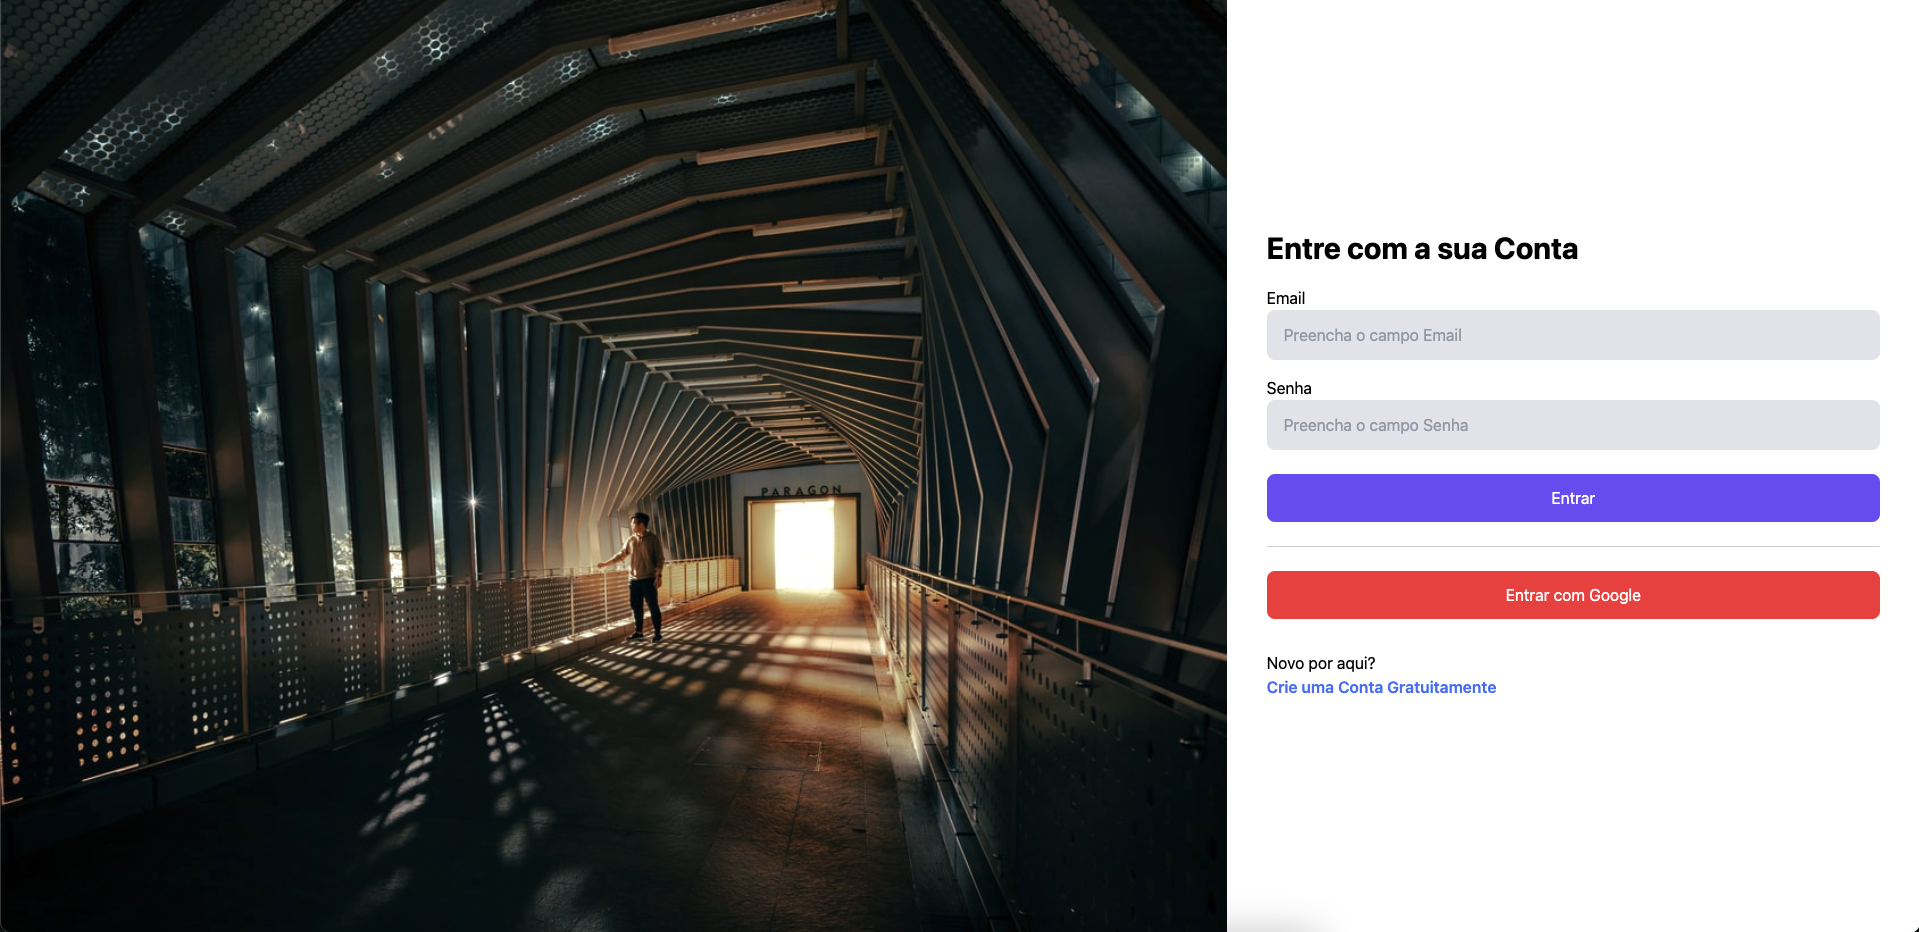 PARAGON
Entre com a sua Conta
Email
Preencha o campo Email
Senha
Preencha o campo Senha
Entrar
Entrar com Google
Novo por aqui?
Crie uma Conta Gratuitamente